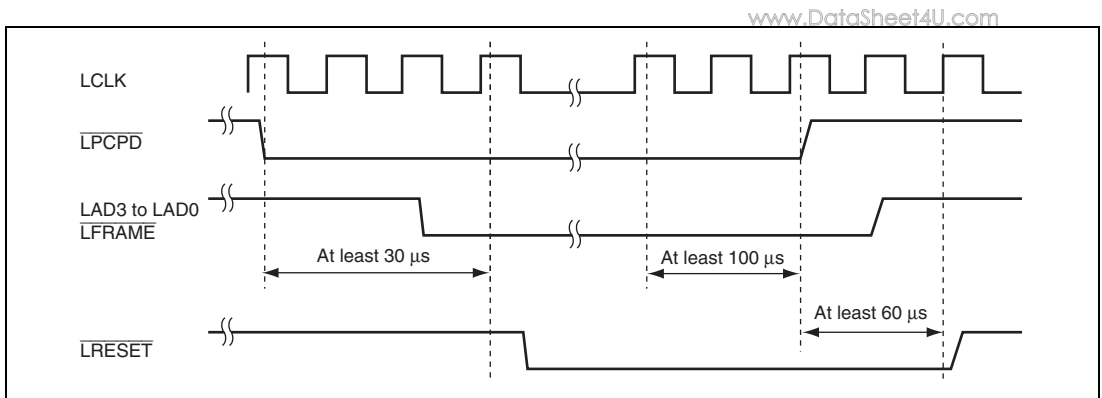 www.DataSheet4U.com
LCLK
LPCPD
LAD3 to LAD0
LFRAME
At least 30 μs
At least 100 μs
At least 60 μs
LRESET